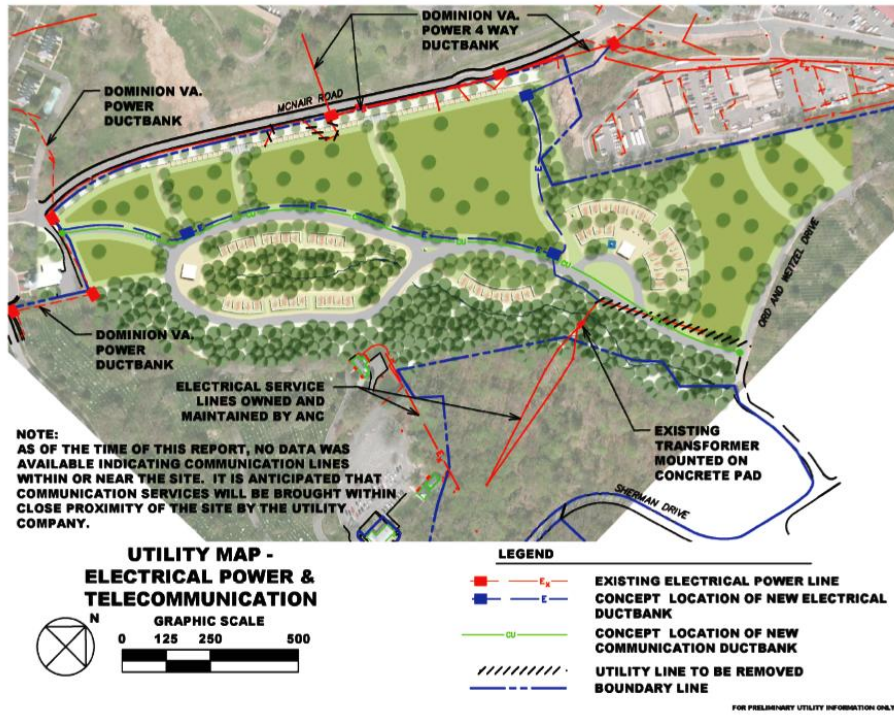 DOMINION VA.
POWER 4 WAY
DUCTBANK
MCNAIR ROAD
DOMINION VA.
POWER
DUCTBANK
E
E
CU
E
CU
E
CU
ORD AND WEITZEL DRIVE
DOMINION VA.
POWER
DUCTBANK
ELECTRICAL SERVICE
LINES OWNED AND
MAINTAINED BY ANC
EXISTING
TRANSFORMER
MOUNTED ON
CONCRETE PAD
SHERMAN DRIVE
NOTE:
AS OF THE TIME OF THIS REPORT, NO DATA WAS
AVAILABLE INDICATING COMMUNICATION LINES
WITHIN OR NEAR THE SITE. IT IS ANTICIPATED THAT
COMMUNICATION SERVICES WILL BE BROUGHT WITHIN
CLOSE PROXIMITY OF THE SITE BY THE UTILITY
COMPANY.
UTILITY MAP -
ELECTRICAL POWER &
TELECOMMUNICATION
N
GRAPHIC SCALE
0 125 250 500
LEGEND
Ex EXISTING ELECTRICAL POWER LINE
E CONCEPT LOCATION OF NEW ELECTRICAL
DUCTBANK
CU CONCEPT LOCATION OF NEW
COMMUNICATION DUCTBANK
UTILITY LINE TO BE REMOVED
BOUNDARY LINE
FOR PRELIMINARY UTILITY INFORMATION ONLY